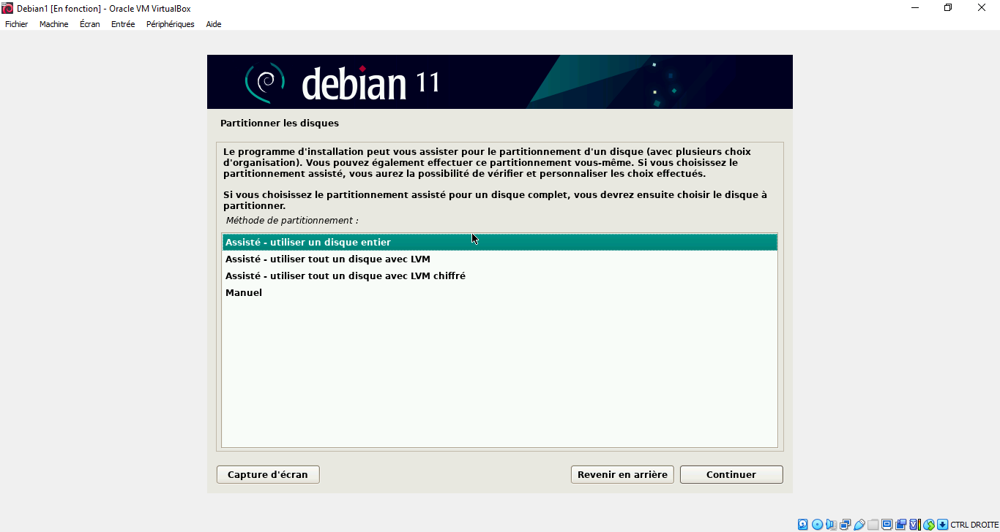 Debian1 [En fonction] - Oracle VM VirtualBox
Fichier Machine Écran Entrée Périphériques Aide
debian 11
Partitionner les disques
Le programme d'installation peut vous assister pour le partitionnement d'un disque (avec plusieurs choix
d'organisation). Vous pouvez également effectuer ce partitionnement vous-même. Si vous choisissez le
partitionnement assisté, vous aurez la possibilité de vérifier et personnaliser les choix effectués.
Si vous choisissez le partitionnement assisté pour un disque complet, vous devrez ensuite choisir le disque à
partitionner.
Méthode de partitionnement :
Assisté - utiliser un disque entier
Assisté - utiliser tout un disque avec LVM
Assisté - utiliser tout un disque avec LVM chiffré
Manuel
Capture d'écran Revenir en arrière Continuer
CTRL DROITE